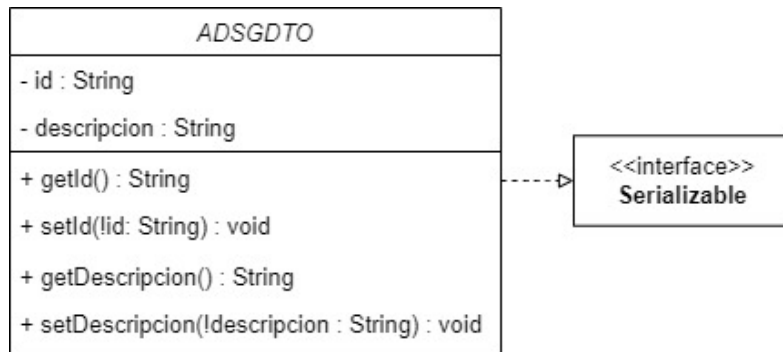 ADSGDTO
- id : String
- descripcion : String
+ getId() : String
+ setId(!id: String) : void
+ getDescripcion() : String
+ setDescripcion(!descripcion : String) : void
<<interface>>
Serializable